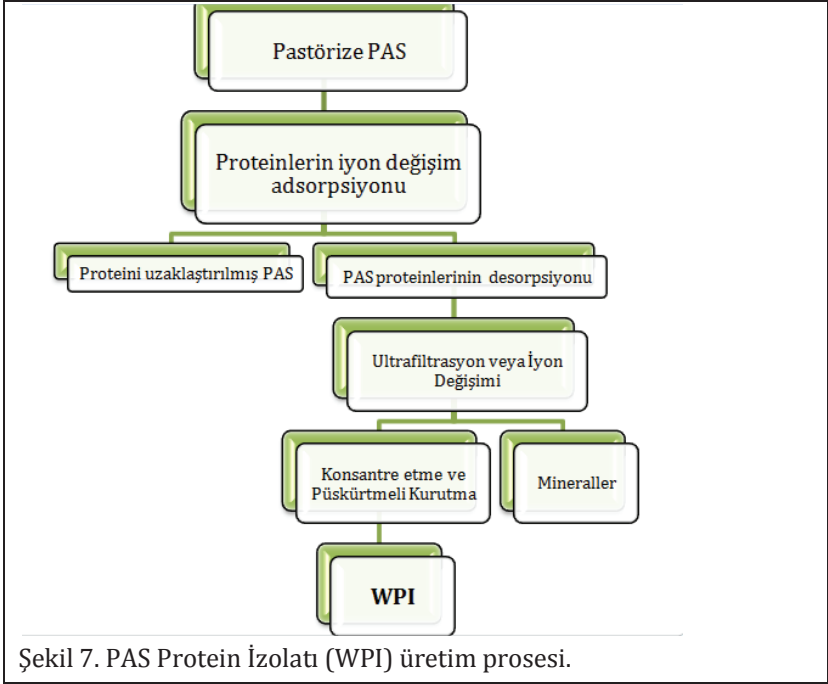 Pastörize PAS
Proteinlerin iyon değişim
adsorpsiyonu
Proteini uzaklaştırılmış PAS
PAS proteinlerinin desorpsiyonu
Ultrafiltrasyon veya İyon
Değişimi
Konsantre etme ve
Püskürtmeli Kurutma
Mineraller
WPI
Şekil 7. PAS Protein İzolatı (WPI) üretim prosesi.